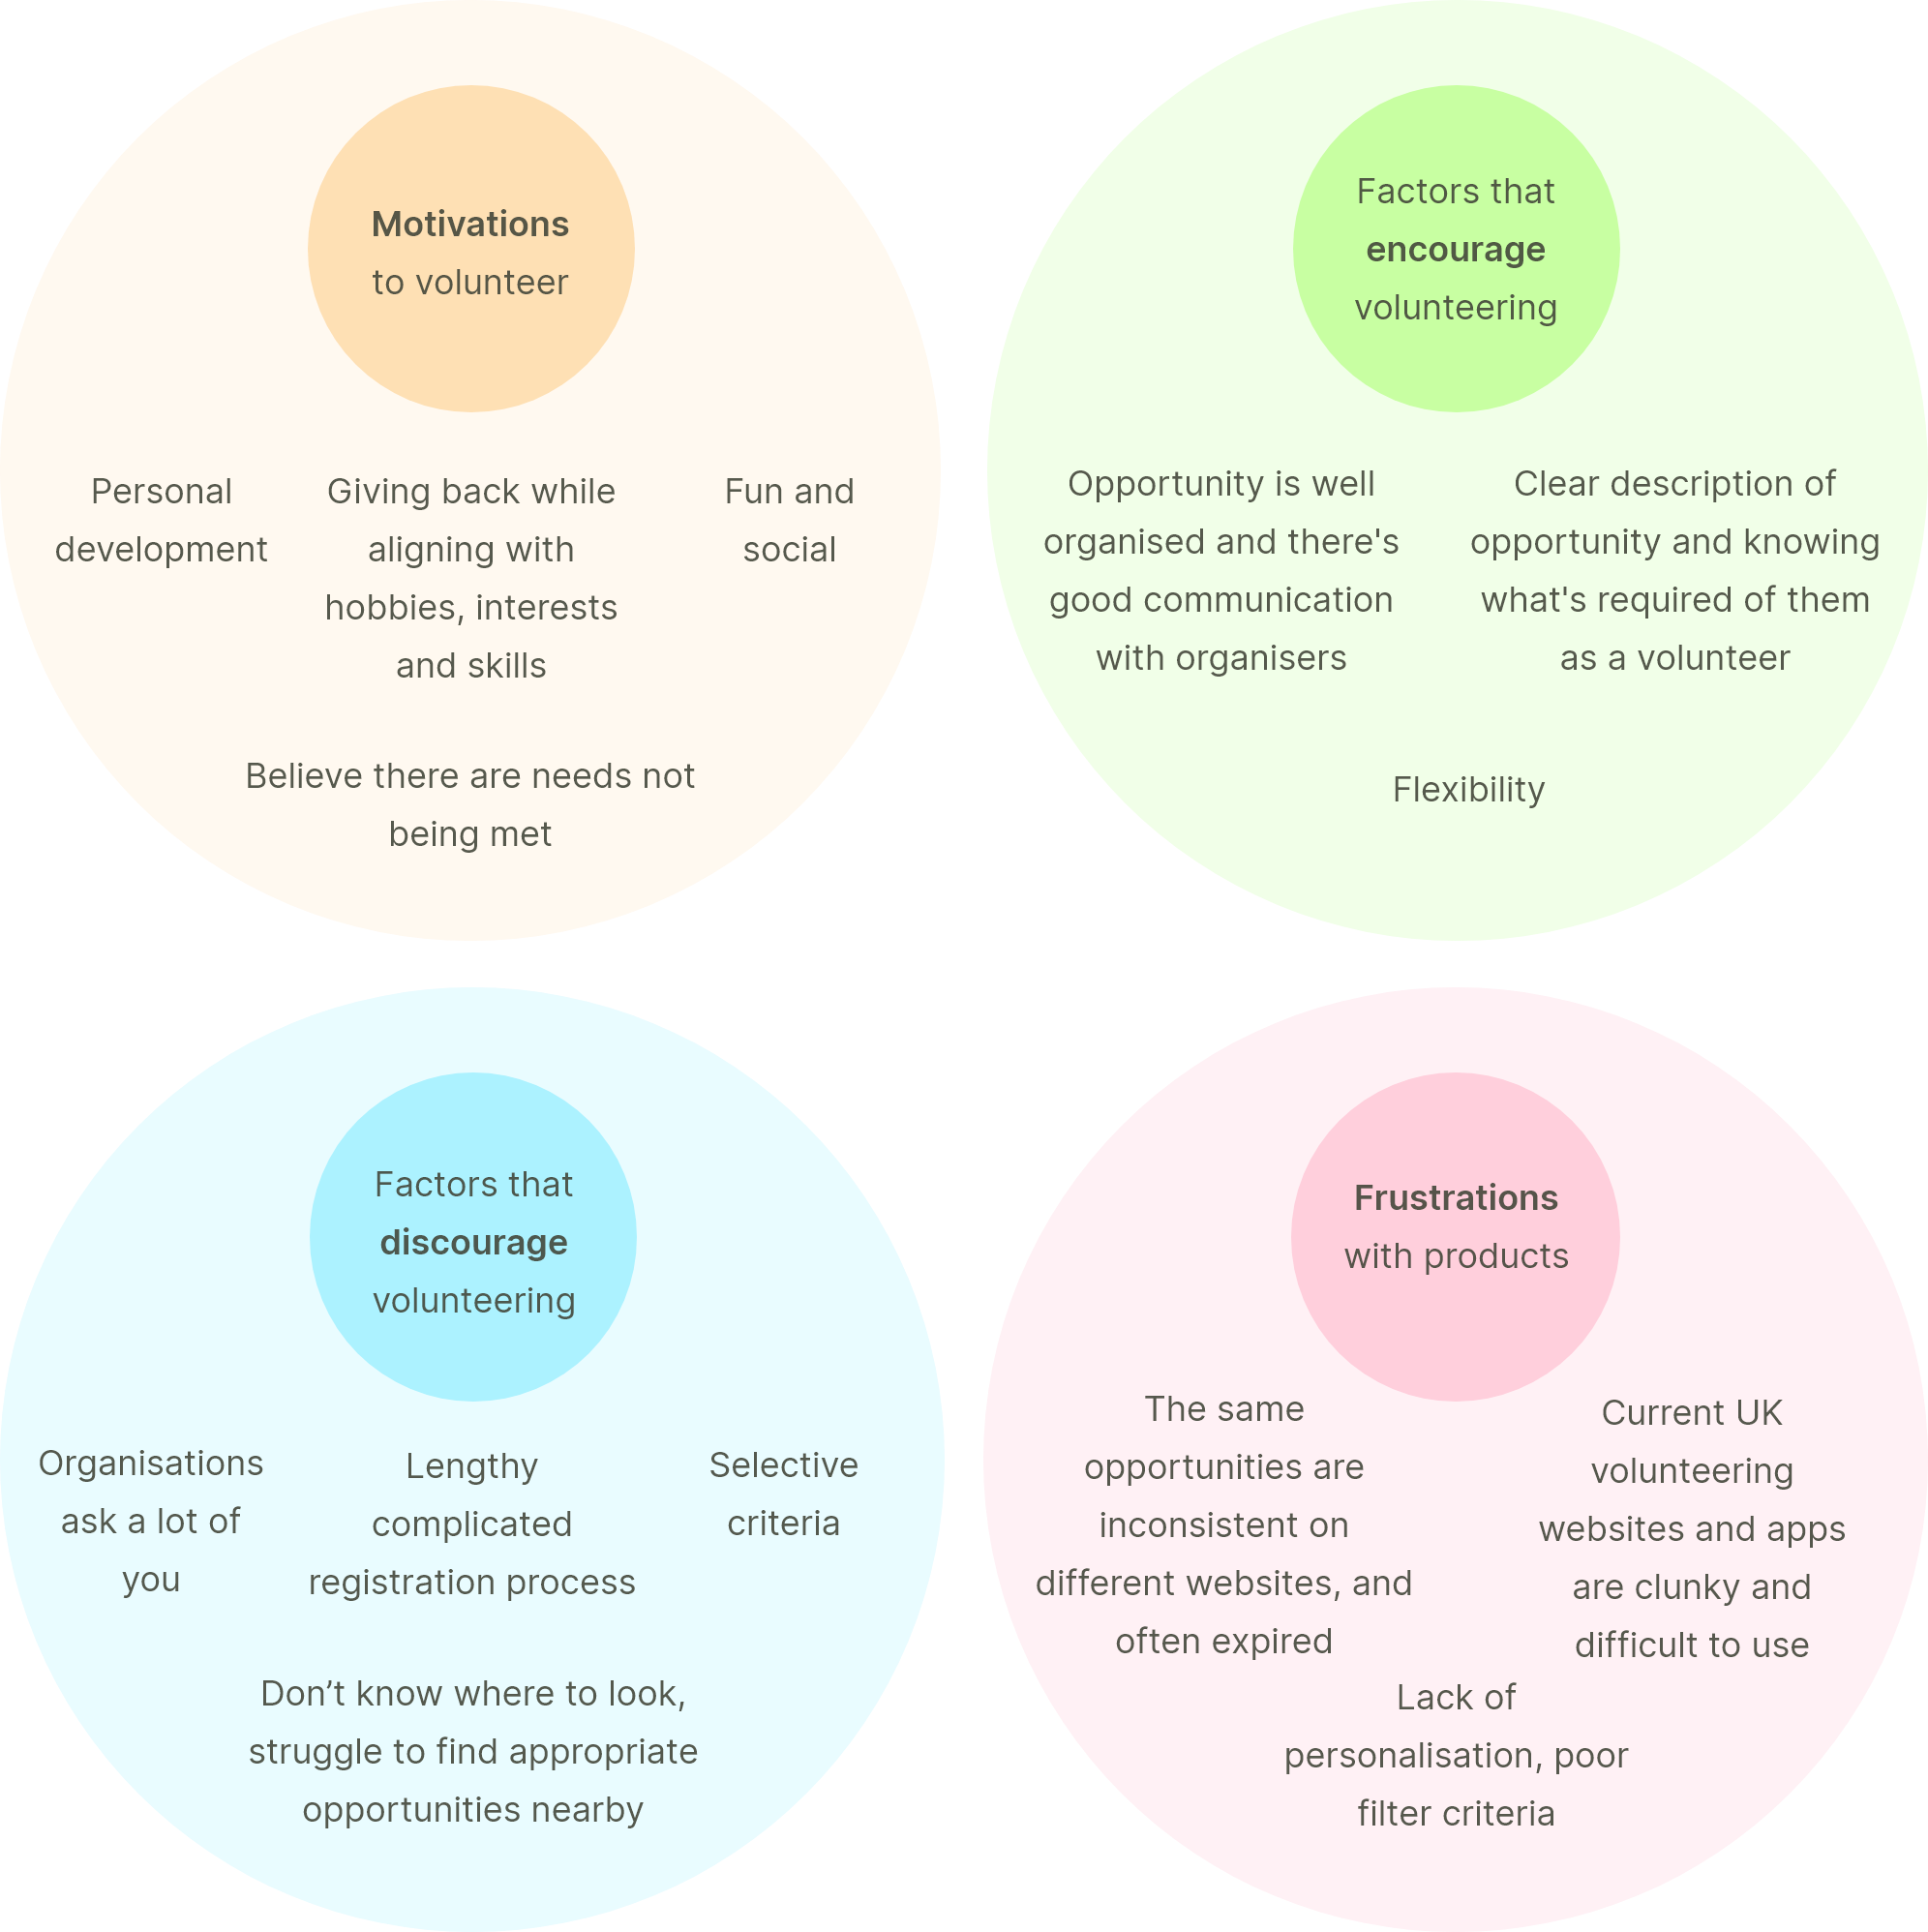 Motivations
to volunteer
Personal
development
Giving back while
aligning with
hobbies, interests
and skills
Fun and
social
Believe there are needs not
being met
Factors that
encourage
volunteering
Opportunity is well
organised and there's
good communication
with organisers
Clear description of
opportunity and knowing
what's required of them
as a volunteer
Flexibility
Factors that
discourage
volunteering
Organisations
ask a lot of
you
Lengthy
complicated
registration process
Selective
criteria
Don’t know where to look,
struggle to find appropriate
opportunities nearby
Frustrations
with products
The same
opportunities are
inconsistent on
different websites, and
often expired
Current UK
volunteering
websites and apps
are clunky and
difficult to use
Lack of
personalisation, poor
filter criteria